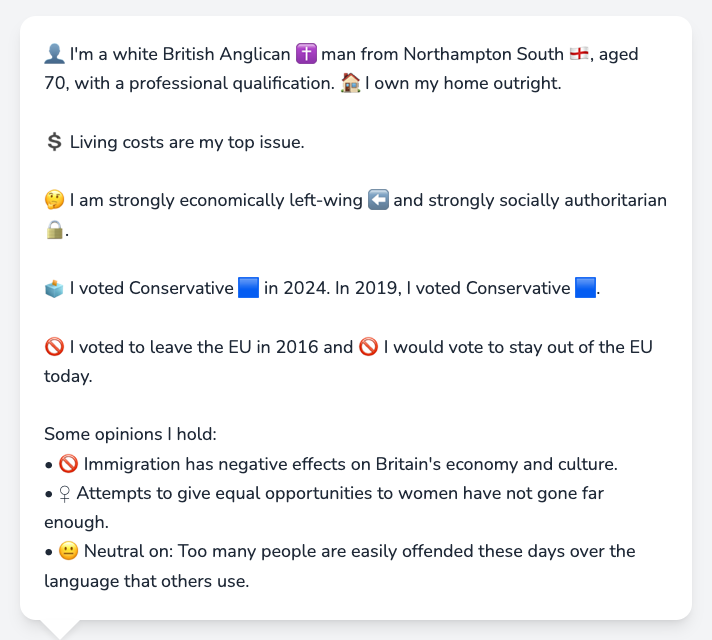 👤 I'm a white British Anglican ✝️ man from Northampton South 🏴󠁧󠁢󠁥󠁮󠁧󠁿, aged
70, with a professional qualification. 🏠 I own my home outright.
💲 Living costs are my top issue.
🤔 I am strongly economically left-wing ⬅️ and strongly socially authoritarian
🔒.
🗳️ I voted Conservative 🟦 in 2024. In 2019, I voted Conservative 🟦.
🚫 I voted to leave the EU in 2016 and 🚫 I would vote to stay out of the EU
today.
Some opinions I hold:
• 🚫 Immigration has negative effects on Britain's economy and culture.
• ♀ Attempts to give equal opportunities to women have not gone far
enough.
• 😐 Neutral on: Too many people are easily offended these days over the
language that others use.